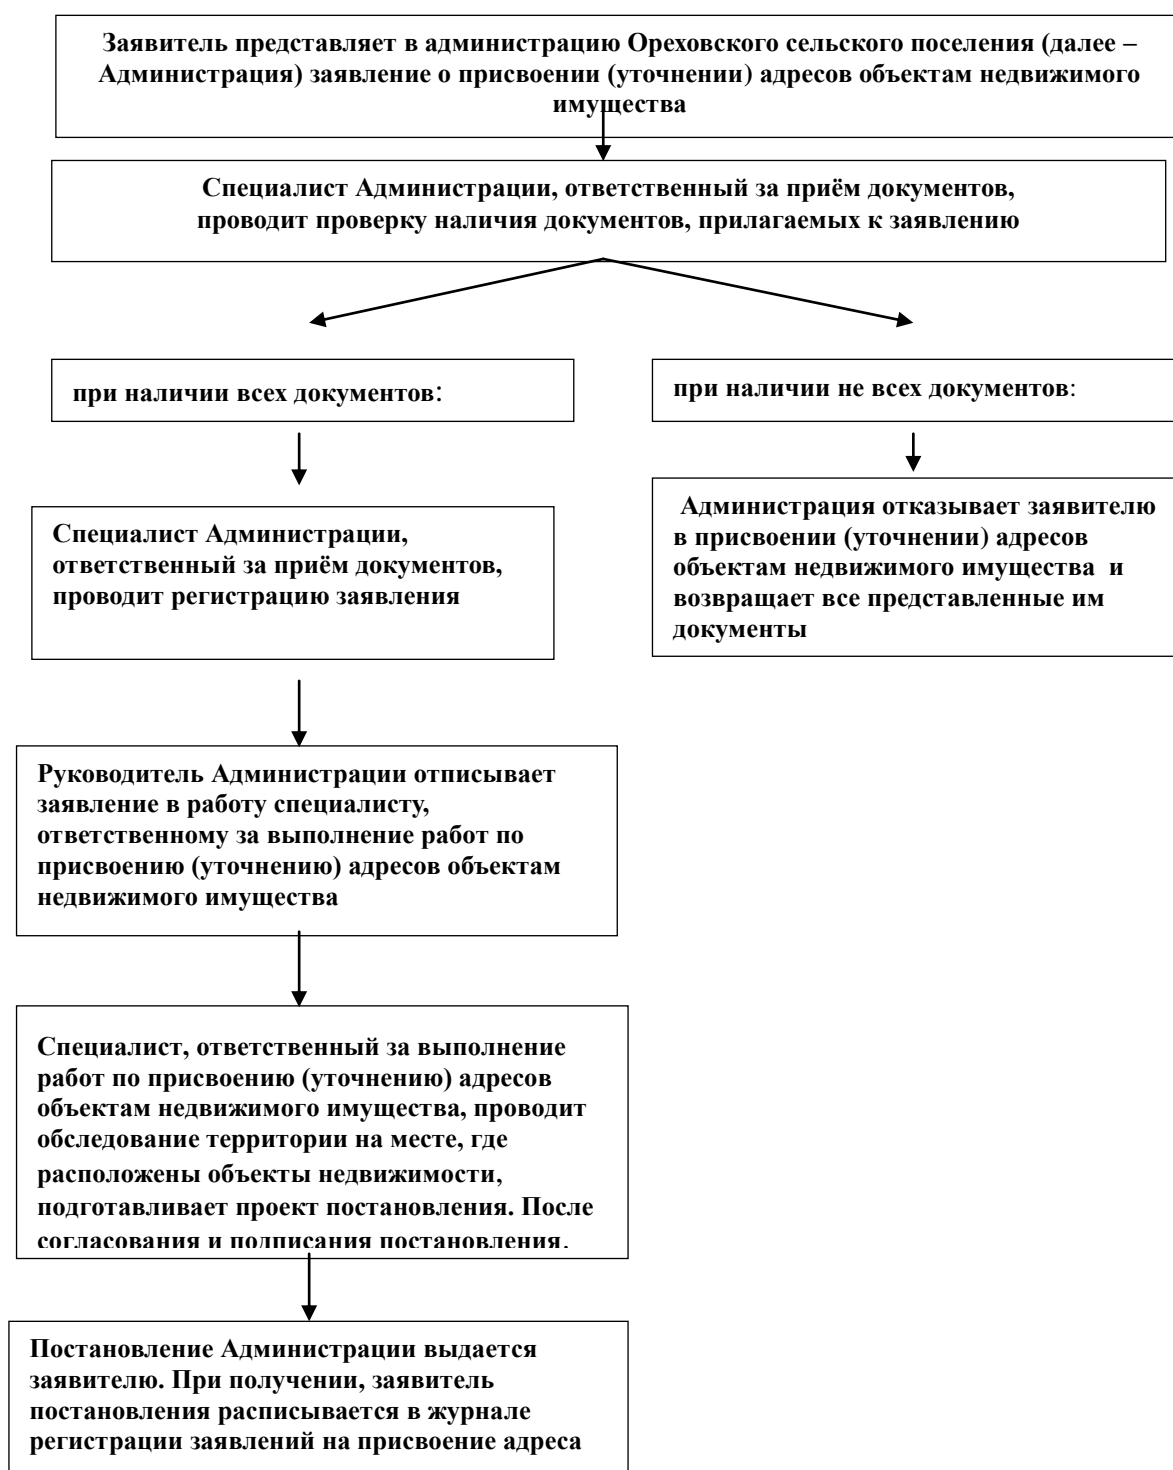 Заявитель представляет в администрацию Ореховского сельского поселения (далее –
Администрация) заявление о присвоении (уточнении) адресов объектам недвижимого
имущества
Специалист Администрации, ответственный за приём документов,
проводит проверку наличия документов, прилагаемых к заявлению
при наличии всех документов:
при наличии не всех документов:
Специалист Администрации,
ответственный за приём документов,
проводит регистрацию заявления
Администрация отказывает заявителю
в присвоении (уточнении) адресов
объектам недвижимого имущества и
возвращает все представленные им
документы
Руководитель Администрации отписывает
заявление в работу специалисту,
ответственному за выполнение работ по
присвоению (уточнению) адресов объектам
недвижимого имущества
Специалист, ответственный за выполнение
работ по присвоению (уточнению) адресов
объектам недвижимого имущества, проводит
обследование территории на месте, где
расположены объекты недвижимости,
подготавливает проект постановления. После
согласования и подписания постановления.
Постановление Администрации выдается
заявителю. При получении, заявитель
постановления расписывается в журнале
регистрации заявлений на присвоение адреса